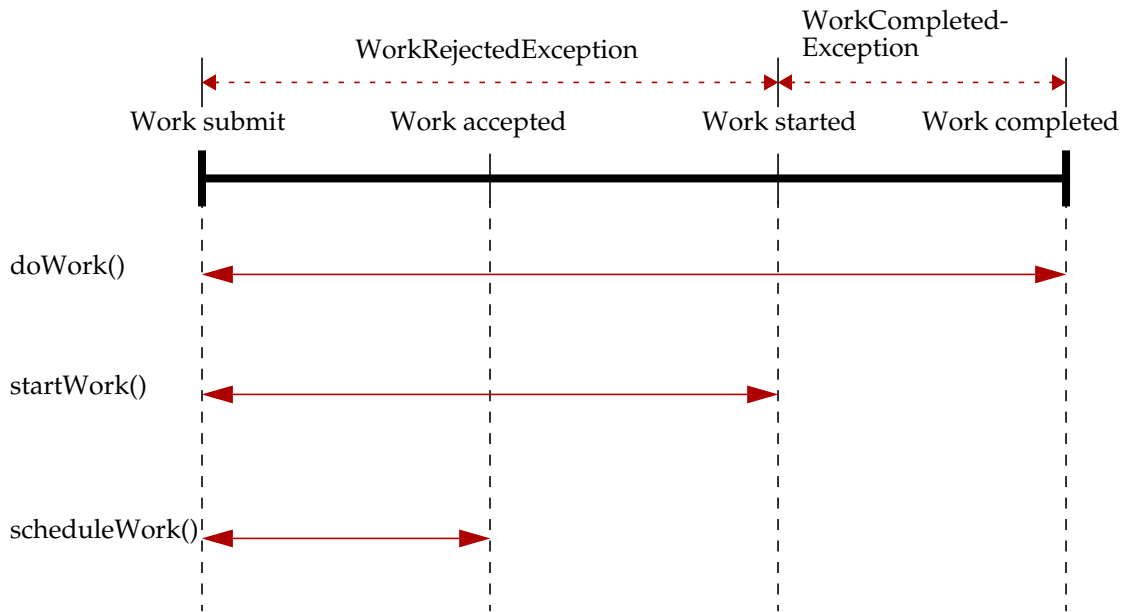 WorkCompleted-
Exception
WorkRejectedException
Work submit
Work accepted
Work started
Work completed
doWork()
startWork()
scheduleWork()